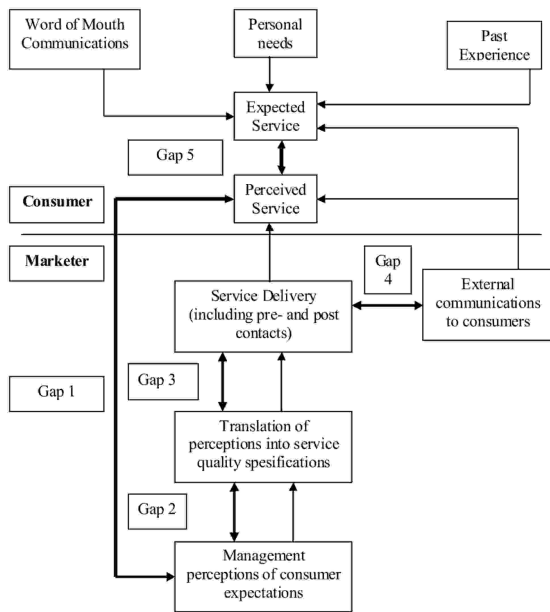 Word of Mouth
Communications
Personal
needs
Past
Experience
Expected
Service
Gap 5
Perceived
Service
Consumer
Marketer
Gap
4
Service Delivery
(including pre- and post
contacts)
External
communications
to consumers
Gap 3
Gap 1
Translation of
perceptions into service
quality spesifications
Gap 2
Management
perceptions of consumer
expectations